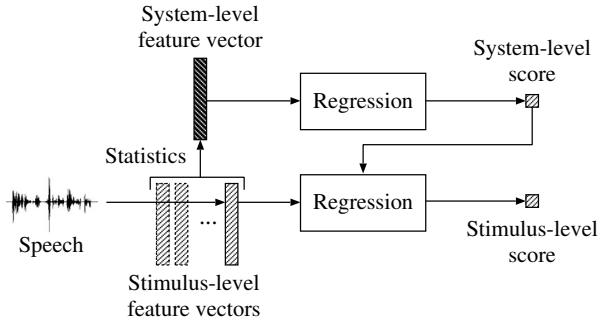 System-level
feature vector
System-level
score
Regression
Statistics
Regression
...
Speech
Stimulus-level
feature vectors
Stimulus-level
score